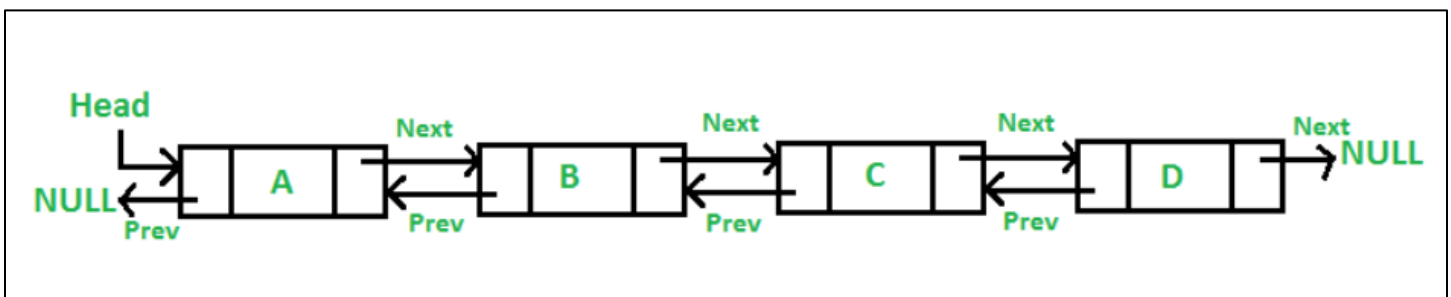 Head
Next Next Next Next
A B C D
NULL
NULL
Prev Prev Prev Prev